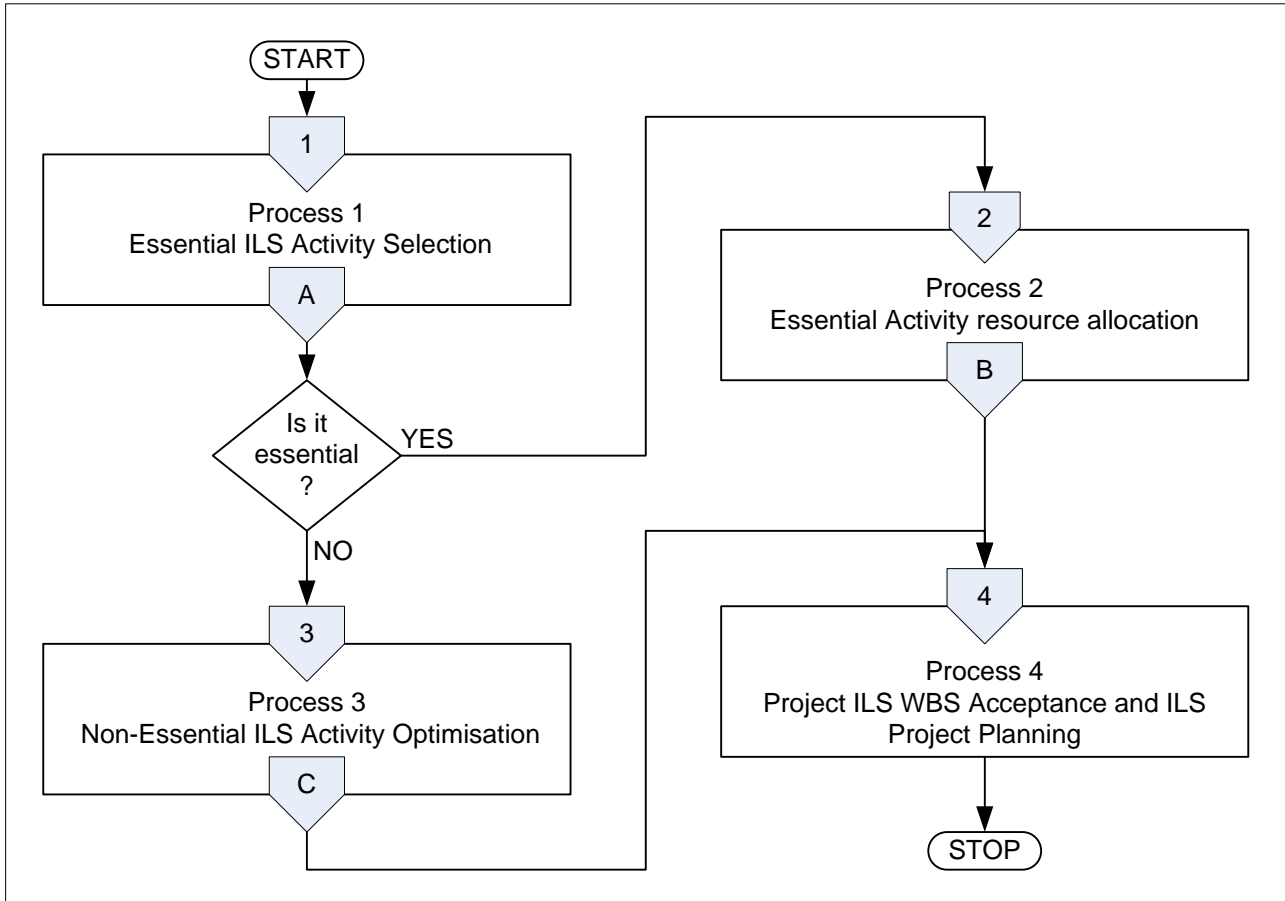 START
1
Process 1
Essential ILS Activity Selection
A
Is it
essential
?
YES
NO
3
Process 3
Non-Essential ILS Activity Optimisation
C
2
Process 2
Essential Activity resource allocation
B
4
Process 4
Project ILS WBS Acceptance and ILS
Project Planning
STOP